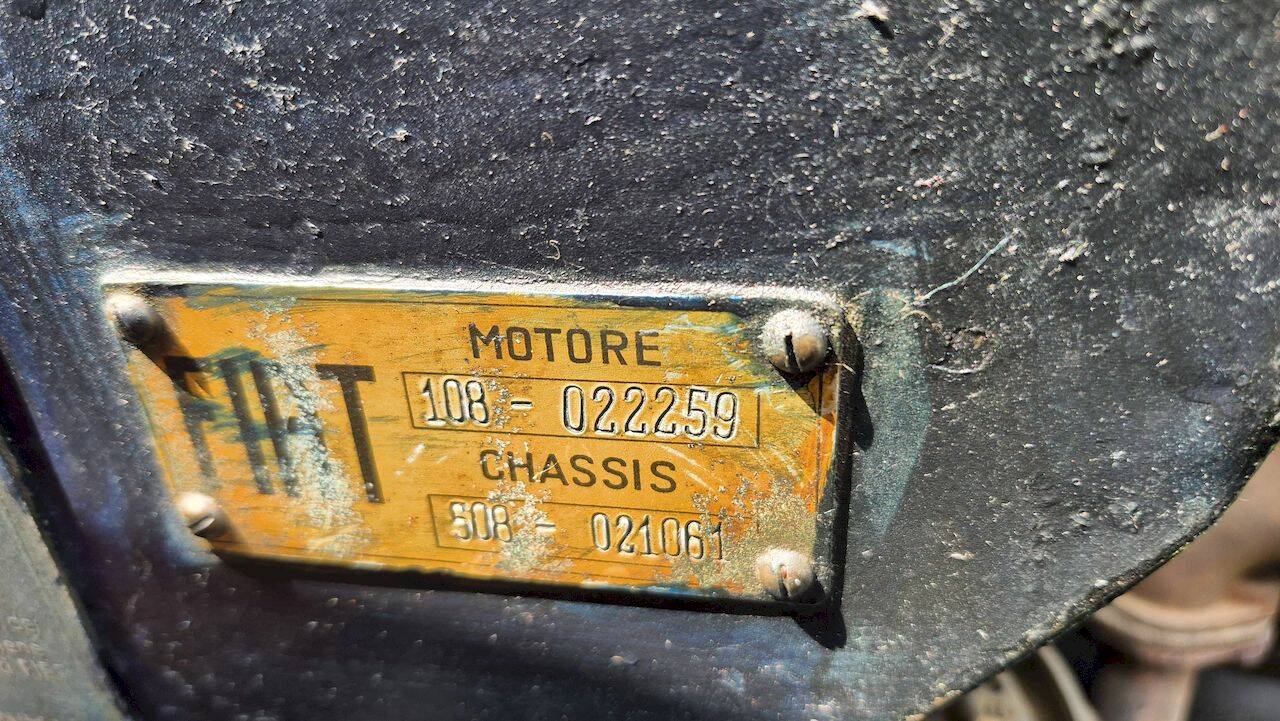 FIAT
MOTORE
108 - 022259
CHASSIS
508 - 021061